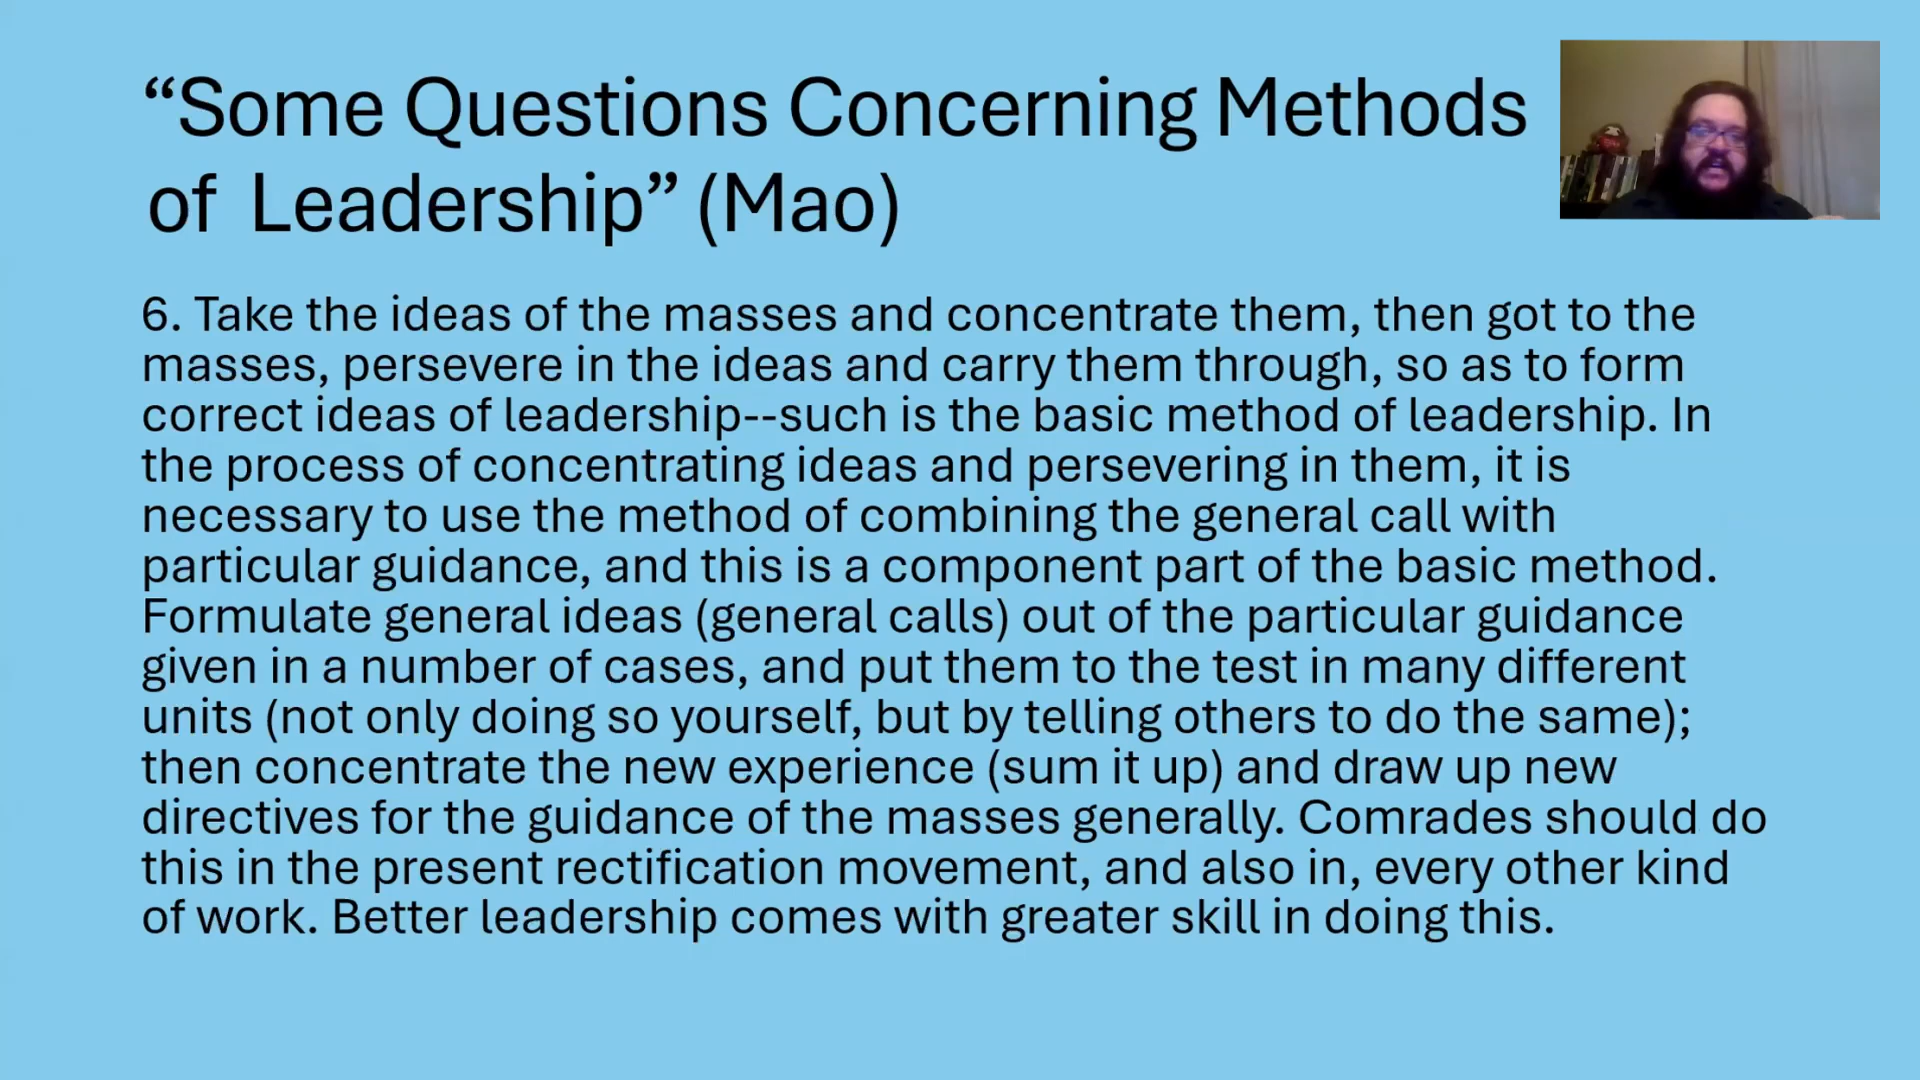 “Some Questions Concerning Methods
of Leadership” (Mao)
6. Take the ideas of the masses and concentrate them, then got to the
masses, persevere in the ideas and carry them through, so as to form
correct ideas of leadership--such is the basic method of leadership. In
the process of concentrating ideas and persevering in them, it is
necessary to use the method of combining the general call with
particular guidance, and this is a component part of the basic method.
Formulate general ideas (general calls) out of the particular guidance
given in a number of cases, and put them to the test in many different
units (not only doing so yourself, but by telling others to do the same);
then concentrate the new experience (sum it up) and draw up new
directives for the guidance of the masses generally. Comrades should do
this in the present rectification movement, and also in, every other kind
of work. Better leadership comes with greater skill in doing this.